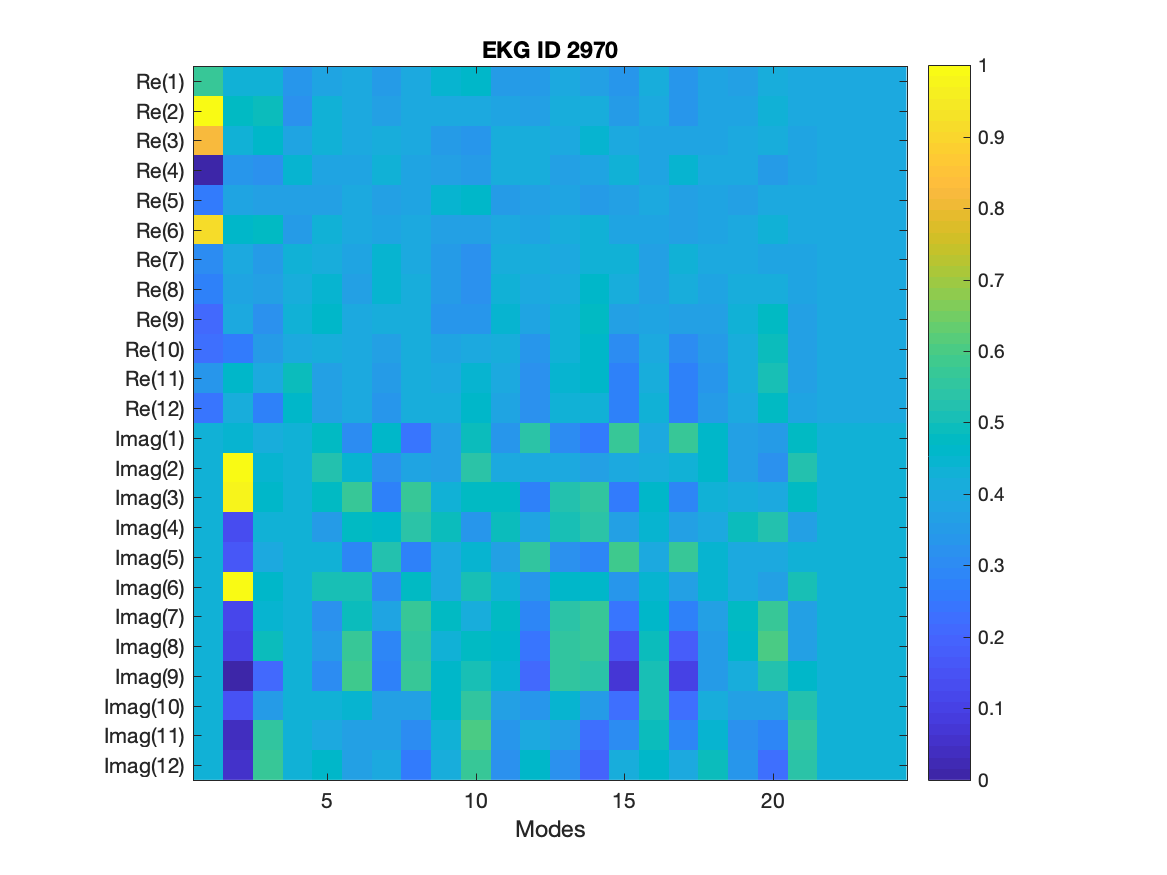 EKG ID 2970
Re(1)
Re(2)
Re(3)
Re(4)
Re(5)
Re(6)
Re(7)
Re(8)
Re(9)
Re(10)
Re(11)
Re(12)
Imag(1)
Imag(2)
Imag(3)
Imag(4)
Imag(5)
Imag(6)
Imag(7)
Imag(8)
Imag(9)
Imag(10)
Imag(11)
Imag(12)
5 10 15 20
Modes
1
0.9
0.8
0.7
0.6
0.5
0.4
0.3
0.2
0.1
0